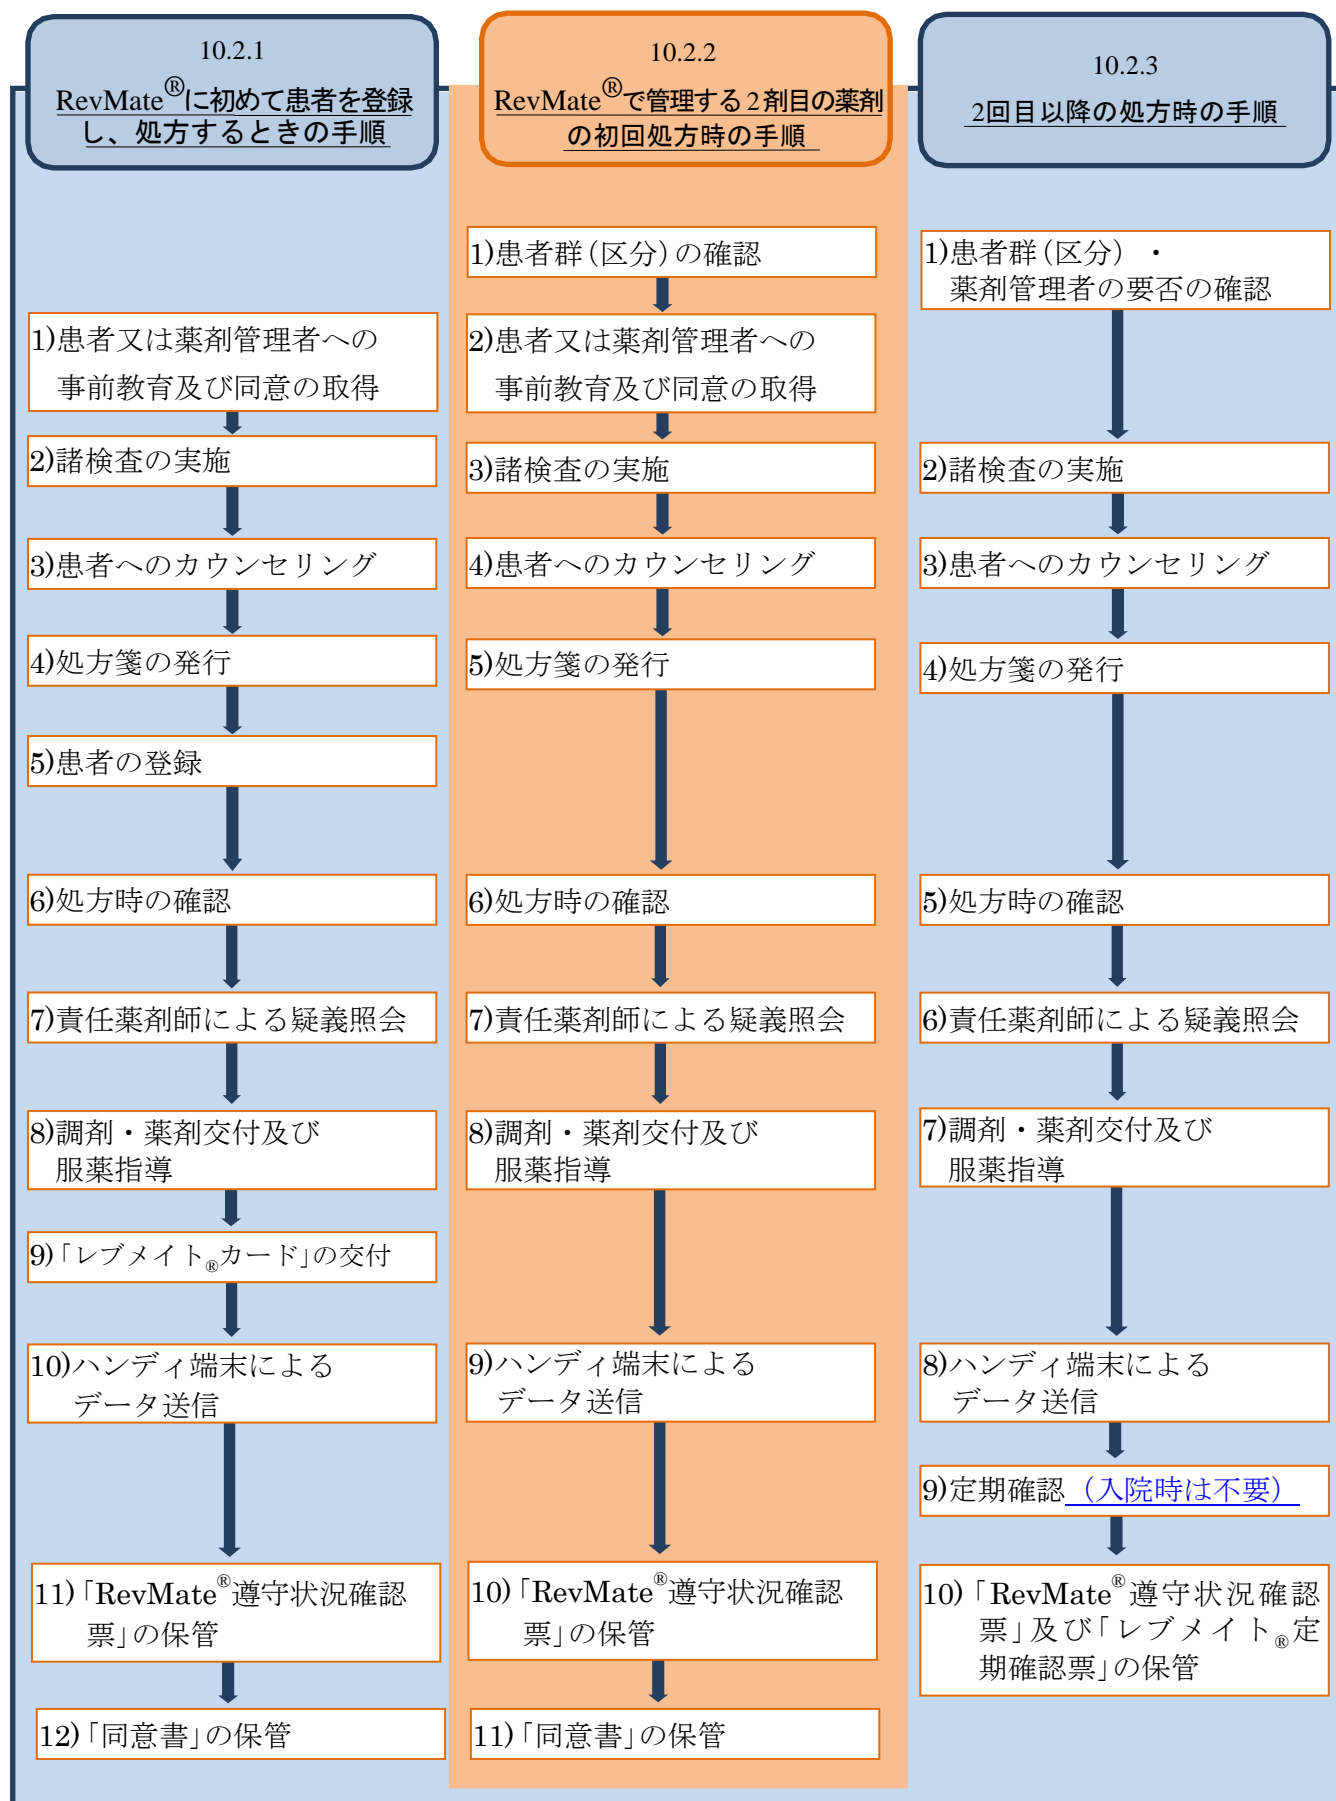 10.2.1
RevMate®に初めて患者を登録
し、処方するときの手順
1)患者又は薬剤管理者への
事前教育及び同意の取得
2)諸検査の実施
3)患者へのカウンセリング
4)処方箋の発行
5)患者の登録
6)処方時の確認
7)責任薬剤師による疑義照会
8)調剤・薬剤交付及び
服薬指導
9)「レブメイト®カード」の交付
10)ハンディ端末による
データ送信
11)「RevMate®遵守状況確認
票」の保管
12)「同意書」の保管
10.2.2
RevMate®で管理する2剤目の薬剤
の初回処方時の手順
1)患者群(区分)の確認
2)患者又は薬剤管理者への
事前教育及び同意の取得
3)諸検査の実施
4)患者へのカウンセリング
5)処方箋の発行
6)処方時の確認
7)責任薬剤師による疑義照会
8)調剤・薬剤交付及び
服薬指導
9)ハンディ端末による
データ送信
10)「RevMate®遵守状況確認
票」の保管
11)「同意書」の保管
10.2.3
2回目以降の処方時の手順
1)患者群(区分)・
薬剤管理者の要否の確認
2)諸検査の実施
3)患者へのカウンセリング
4)処方箋の発行
5)処方時の確認
6)責任薬剤師による疑義照会
7)調剤・薬剤交付及び
服薬指導
8)ハンディ端末による
データ送信
9)定期確認(入院時は不要)
10)「RevMate®遵守状況確認
票」及び「レブメイト®定
期確認票」の保管